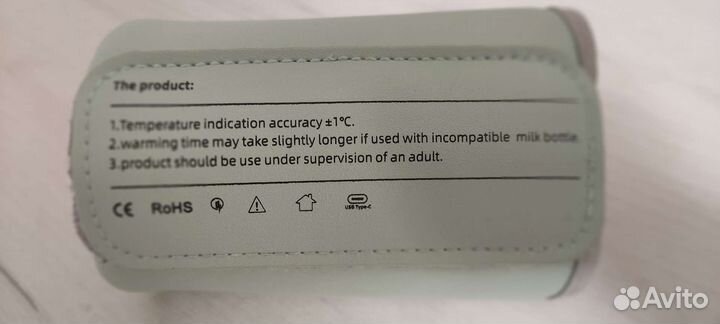 The product:
1.Temperature indication accuracy ±1°C.
2.warming time may take slightly longer if used with incompatible milk bottle.
3.product should be use under supervision of an adult.
CE RoHS
USB Type-C
Avito